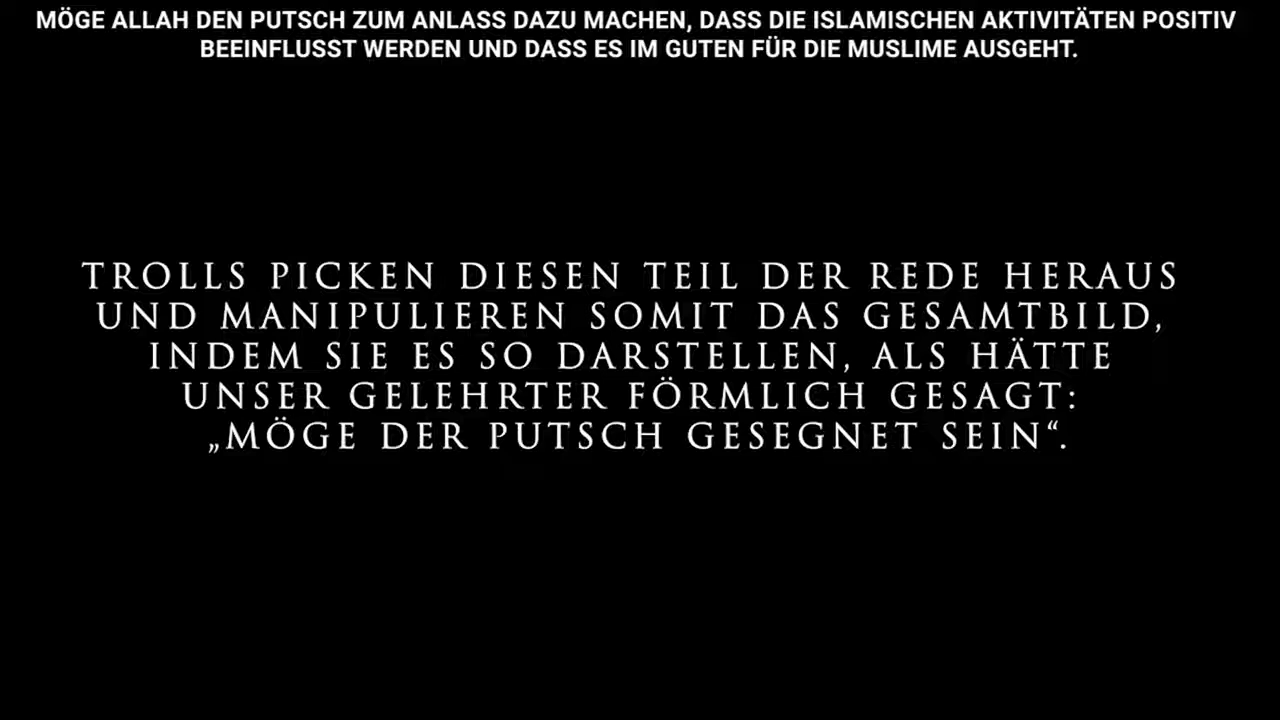 MÖGE ALLAH DEN PUTSCH ZUM ANLASS DAZU MACHEN, DASS DIE ISLAMISCHEN AKTIVITÄTEN POSITIV
BEEINFLUSST WERDEN UND DASS ES IM GUTEN FÜR DIE MUSLIME AUSGEHT.
TROLLS PICKEN DIESEN TEIL DER REDE HERAUS
UND MANIPULIEREN SOMIT DAS GESAMTBILD,
INDEM SIE ES SO DARSTELLEN, ALS HÄTTE
UNSER GELEHRTER FÖRMLICH GESAGT:
„MÖGE DER PUTSCH GESEGNET SEIN“.